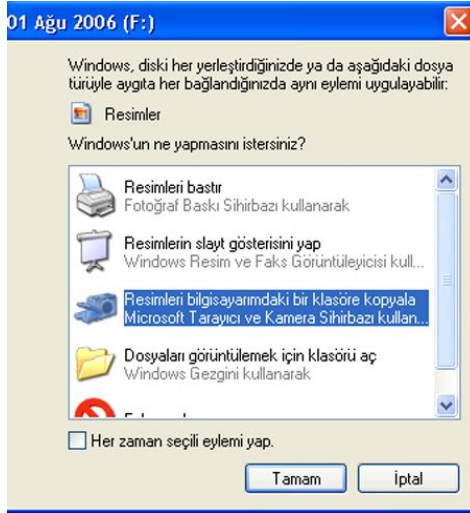 01 Ağu 2006 (F:)
Windows, diski her yerleştirdiğinizde ya da aşağıdaki dosya
türüyle aygıta her bağlandığınızda aynı eylemi uygulayabilir:
Resimler
Windows'un ne yapmasını istersiniz?
Resimleri bastır
Fotoğraf Baskı Sihirbazı kullanarak
Resimlerin slayt gösterisini yap
Windows Resim ve Faks Görüntüleyicisi kull...
Resimleri bilgisayarımdaki bir klasöre kopyala
Microsoft Tarayıcı ve Kamera Sihirbazı kullan...
Dosyaları görüntülemek için klasörü aç
Windows Gezgini kullanarak
Her zaman seçili eylemi yap.
Tamam
İptal